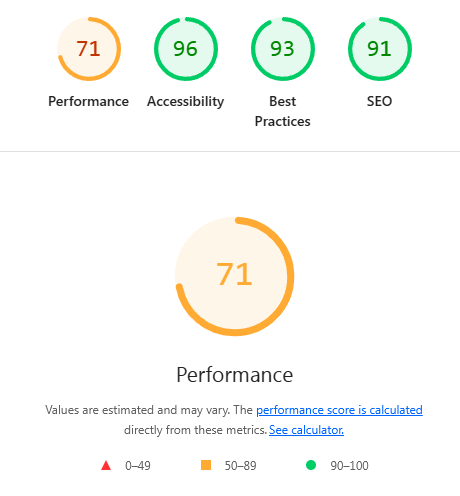 71 96 93 91
Performance Accessibility Best Practices SEO
71
Performance
Values are estimated and may vary. The performance score is calculated
directly from these metrics. See calculator.
0–49 50–89 90–100